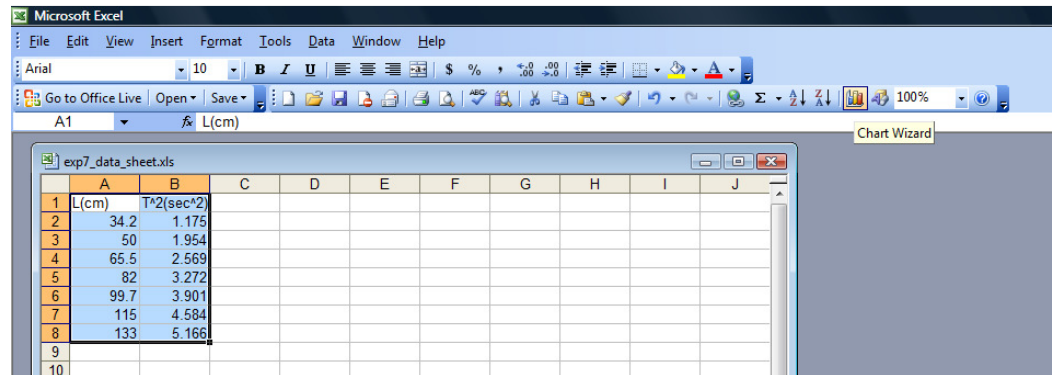 Microsoft Excel
File Edit View Insert Format Tools Data Window Help
Arial 10 B I U $ % , .0 .00 .00 .0 A
Go to Office Live Open Save ABC Σ A Z Z A 100%
A1 fx L(cm)
Chart Wizard
exp7_data_sheet.xls
A B C D E F G H I J
1 L(cm) T^2(sec^2)
2 34.2 1.175
3 50 1.954
4 65.5 2.569
5 82 3.272
6 99.7 3.901
7 115 4.584
8 133 5.166
9
10